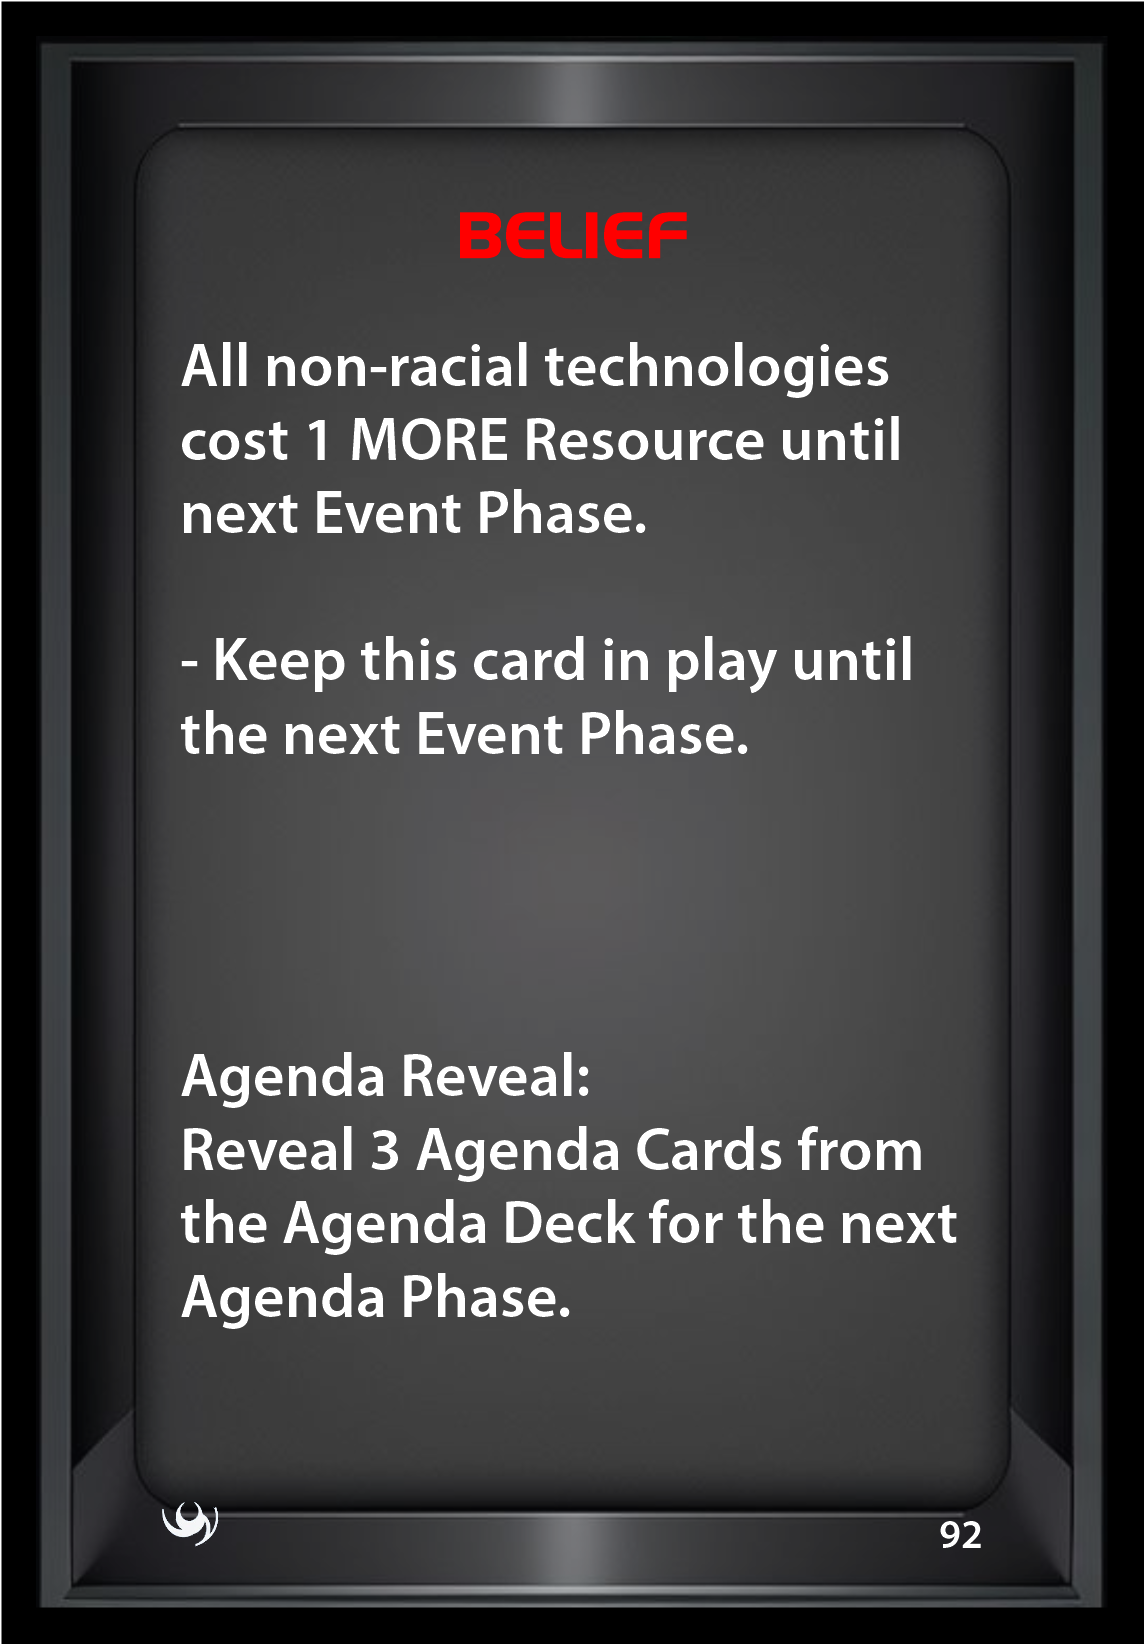 BELIEF
All non-racial technologies
cost 1 MORE Resource until
next Event Phase.
- Keep this card in play until
the next Event Phase.
Agenda Reveal:
Reveal 3 Agenda Cards from
the Agenda Deck for the next
Agenda Phase.
92